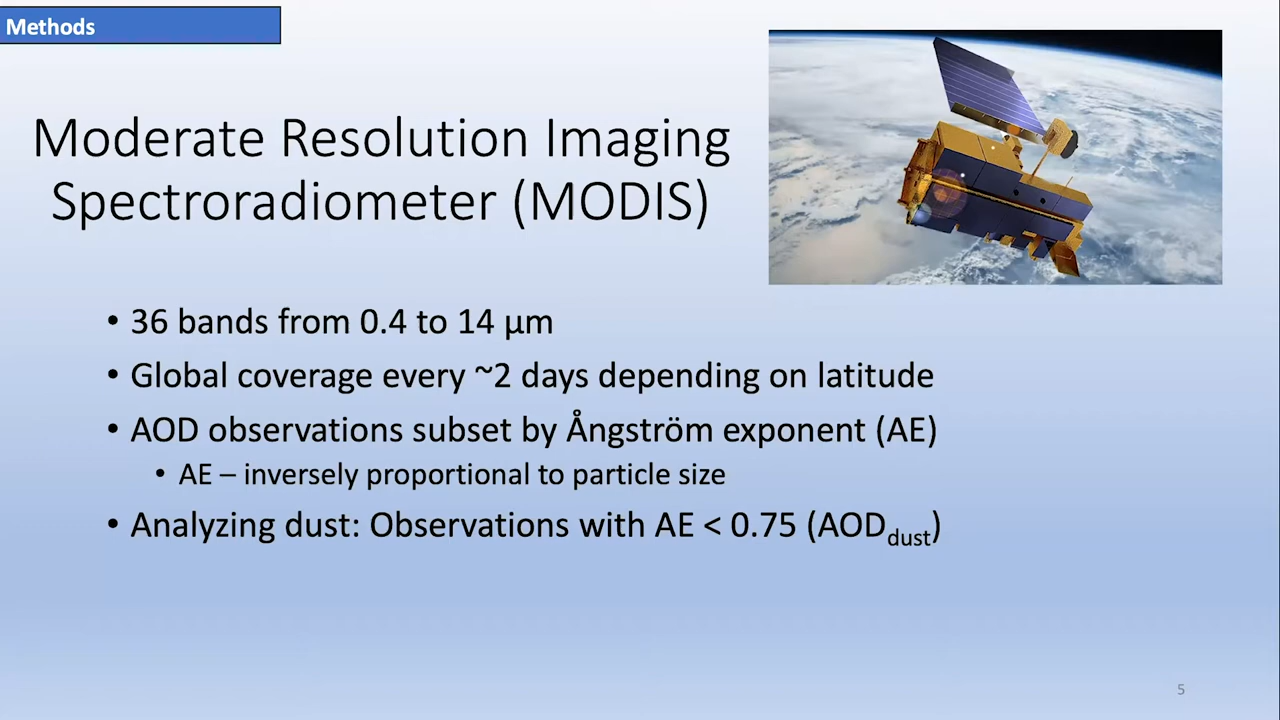 Methods
Moderate Resolution Imaging
Spectroradiometer (MODIS)
• 36 bands from 0.4 to 14 µm
• Global coverage every ~2 days depending on latitude
• AOD observations subset by Ångström exponent (AE)
• AE – inversely proportional to particle size
• Analyzing dust: Observations with AE < 0.75 (AODdust)
5